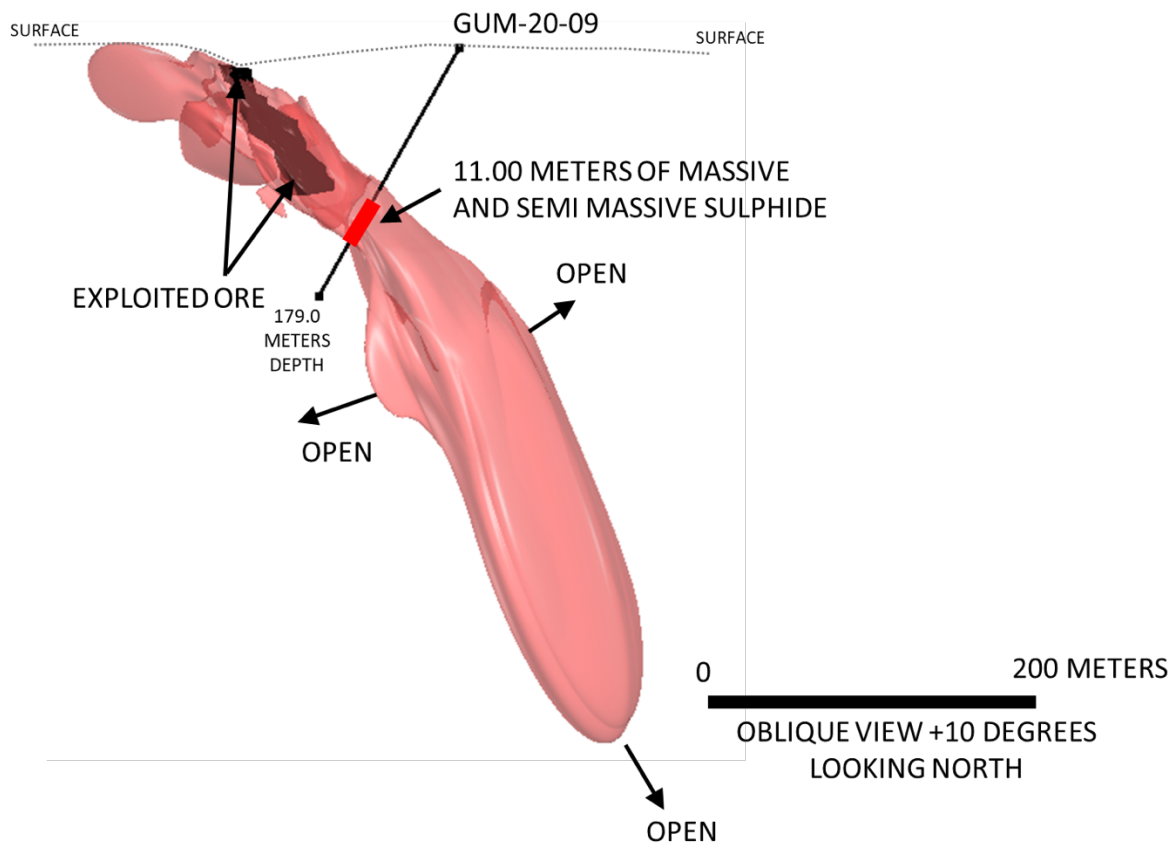 GUM-20-09
SURFACE
SURFACE
11.00 METERS OF MASSIVE
AND SEMI MASSIVE SULPHIDE
OPEN
EXPLOITED ORE
179.0
METERS
DEPTH
OPEN
0
200 METERS
OBLIQUE VIEW +10 DEGREES
LOOKING NORTH
OPEN